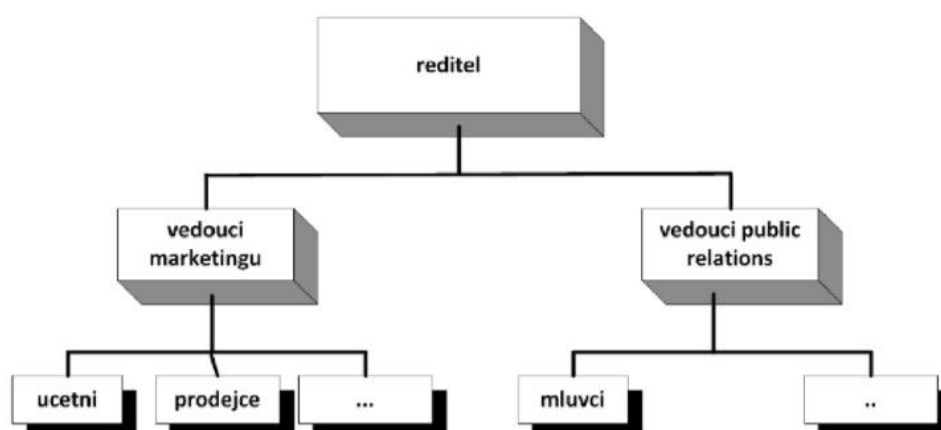 reditel
vedouci
marketingu
vedouci public
relations
ucetni
prodejce
...
mluvci
..